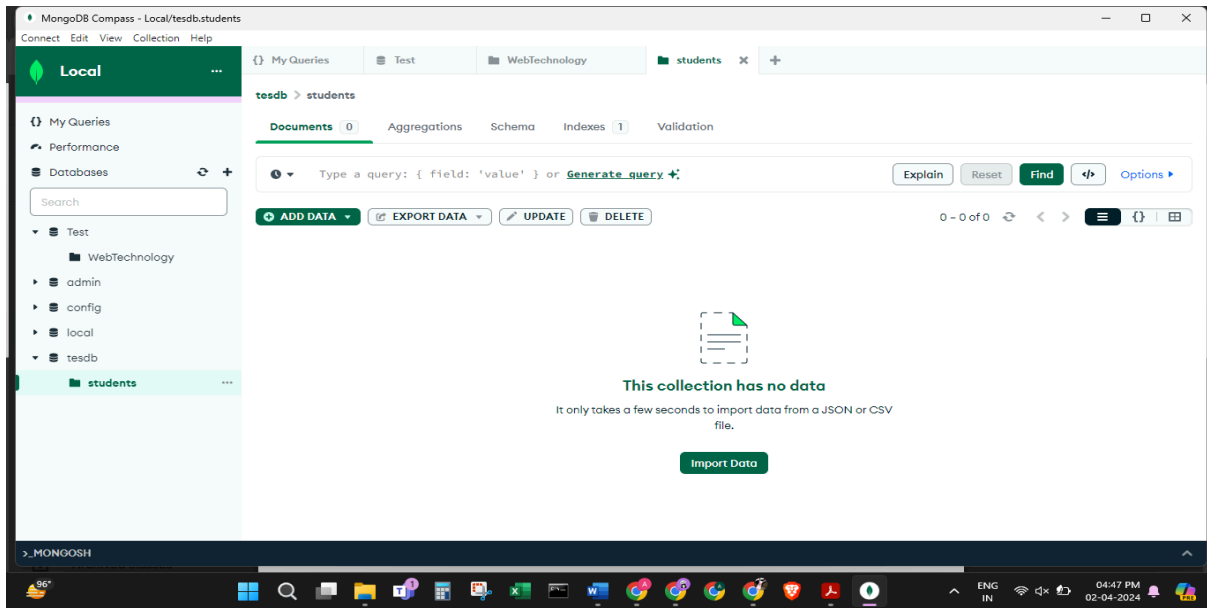 MongoDB Compass - Local/tesdb.students
Connect Edit View Collection Help
Local
{} My Queries
Performance
Databases
Search
Test
WebTechnology
admin
config
local
tesdb
students
{} My Queries Test WebTechnology students
tesdb > students
Documents 0 Aggregations Schema Indexes 1 Validation
Type a query: { field: 'value' } or Generate query
Explain Reset Find </> Options
ADD DATA EXPORT DATA UPDATE DELETE 0 – 0 of 0 {}
This collection has no data
It only takes a few seconds to import data from a JSON or CSV
file.
Import Data
>_MONGOSH
96°
1
ENG
IN
04:47 PM
02-04-2024
PRE